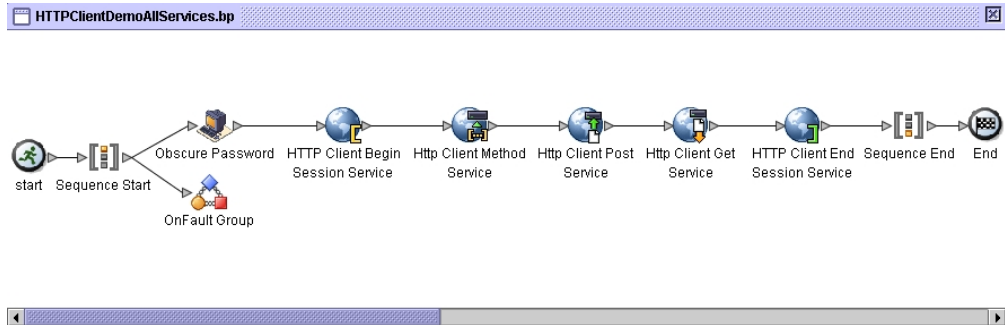 HTTPClientDemoAllServices.bp
start
Sequence Start
Obscure Password
OnFault Group
HTTP Client Begin
Session Service
Http Client Method
Service
Http Client Post
Service
Http Client Get
Service
HTTP Client End
Session Service
Sequence End
End